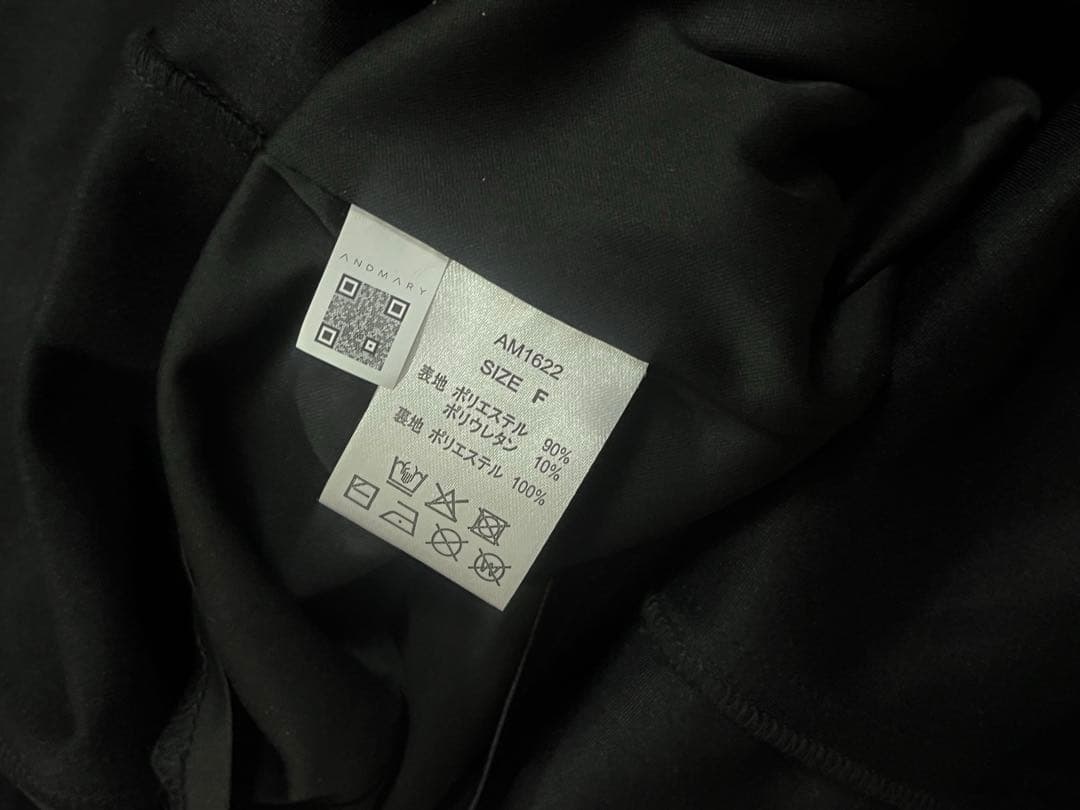 ANDMARY
AM1622
SIZE F
表地 ポリエステル 90%
ポリウレタン 10%
裏地 ポリエステル 100%